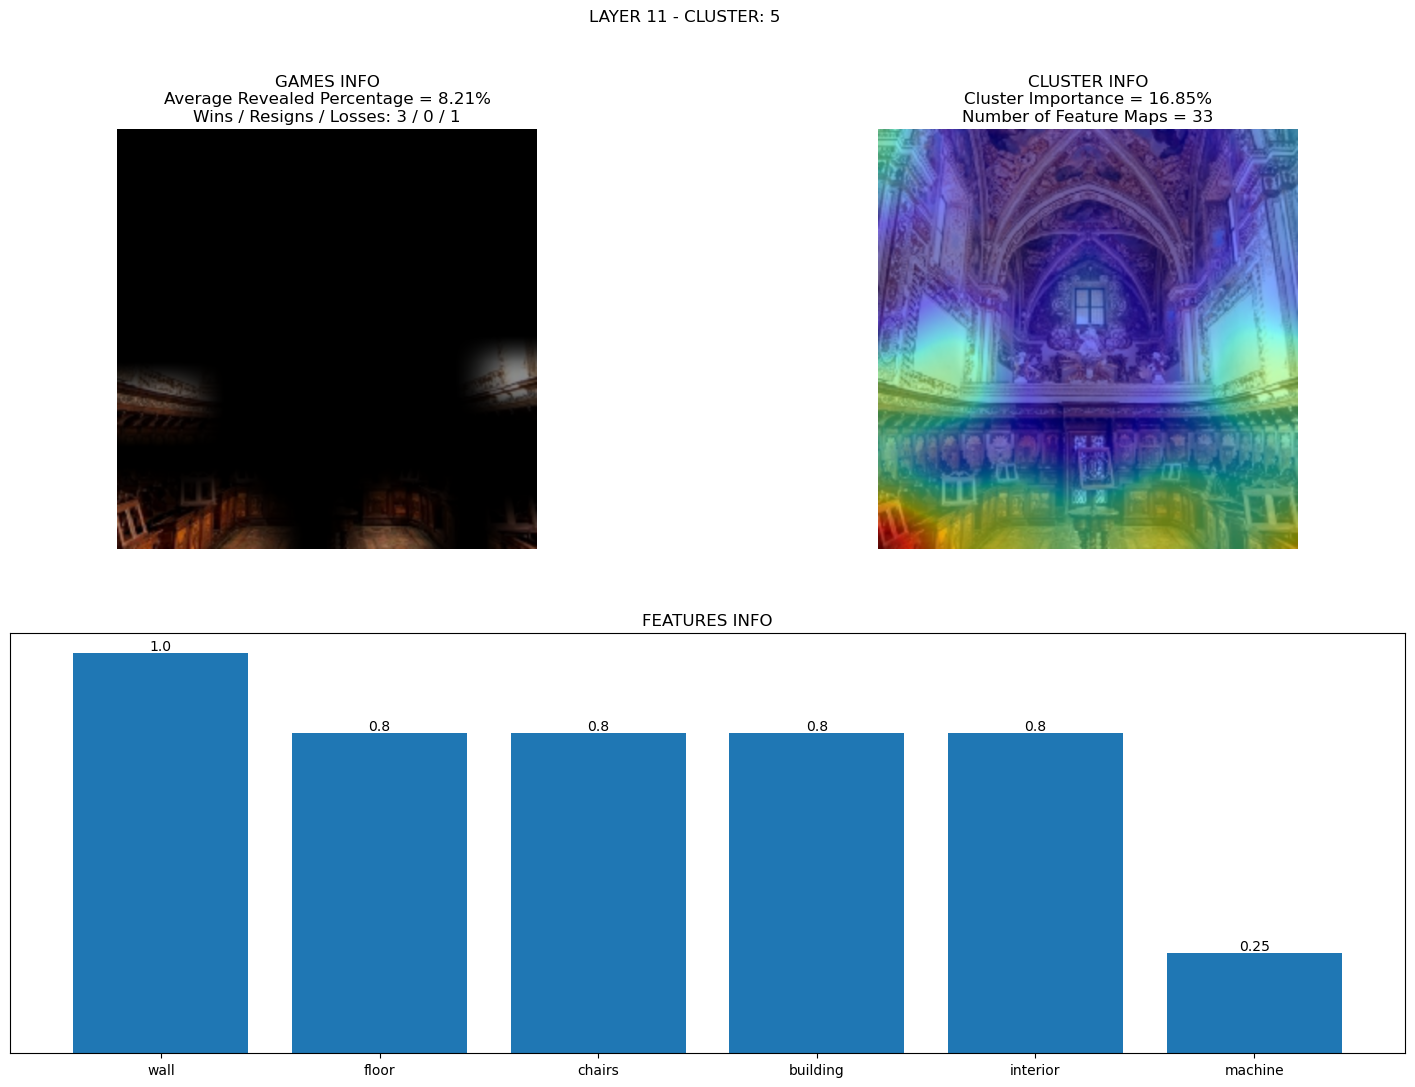 LAYER 11 - CLUSTER: 5
GAMES INFO
Average Revealed Percentage = 8.21%
Wins / Resigns / Losses: 3 / 0 / 1
CLUSTER INFO
Cluster Importance = 16.85%
Number of Feature Maps = 33
FEATURES INFO
1.0
0.8
0.8
0.8
0.8
0.25
wall
floor
chairs
building
interior
machine